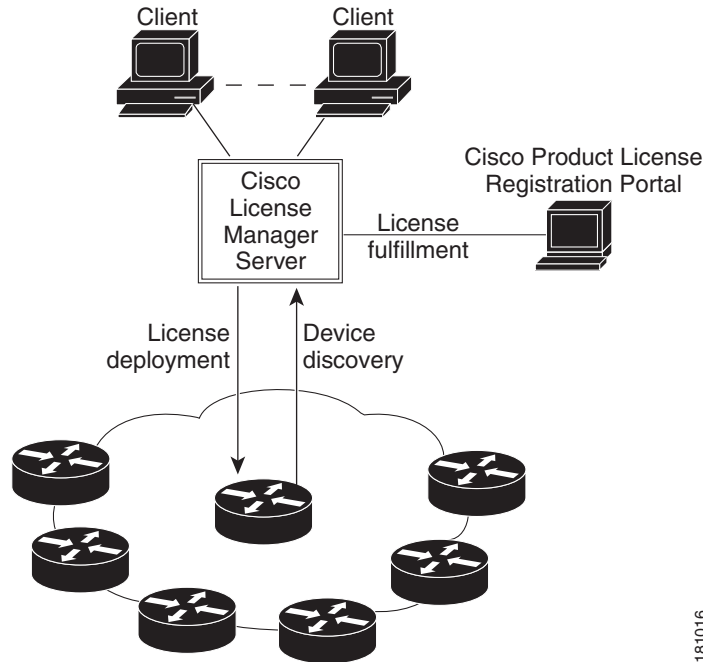 Client
Client
Cisco
License
Manager
Server
Cisco Product License
Registration Portal
License
fulfillment
License
deployment
Device
discovery
181016